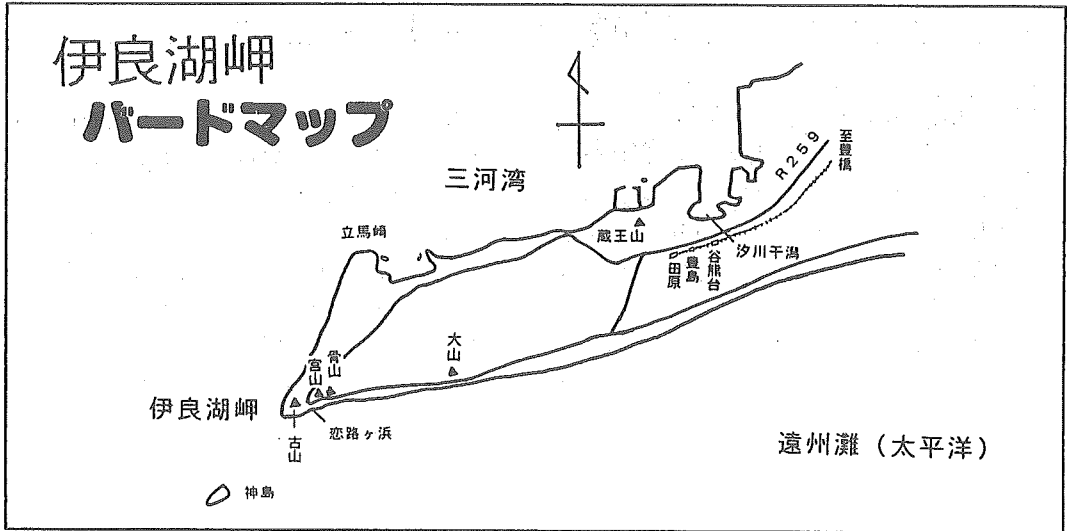 伊良湖岬
バードマップ
三河湾
R259
至豊橋
立馬崎
蔵王山
汐川干潟
谷熊台
豊島
田原
大山
骨山
宮山
伊良湖岬
恋路ヶ浜
古山
遠州灘(太平洋)
神島